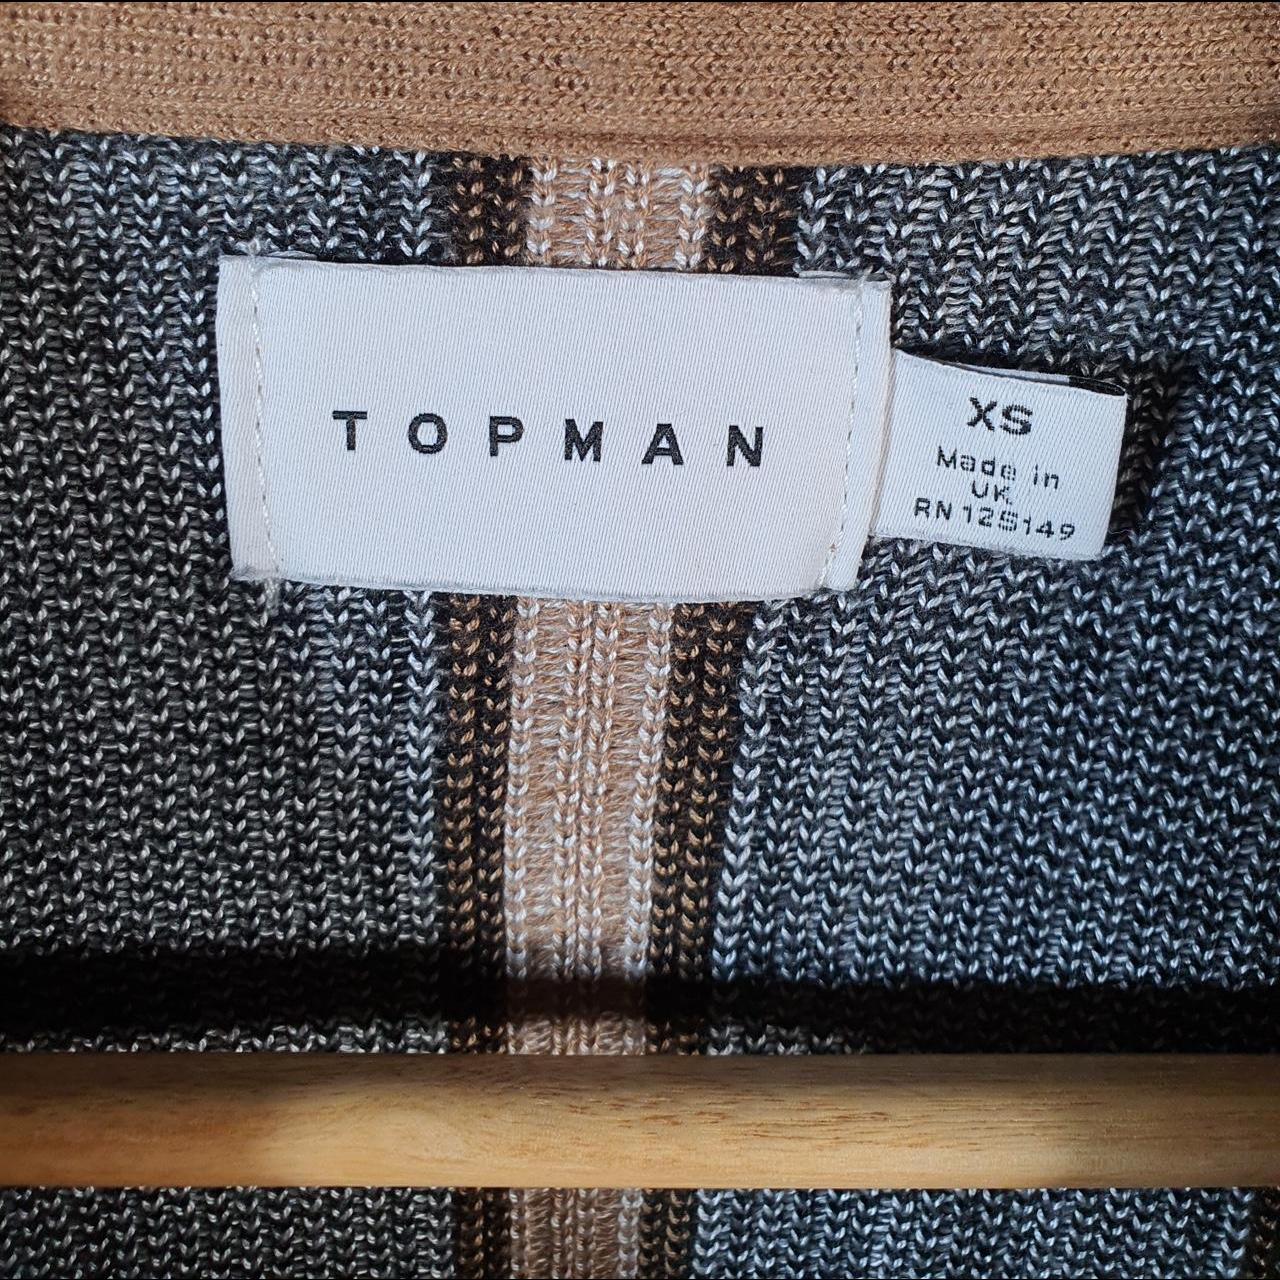 TOPMAN
XS
Made in
UK
RN 125149